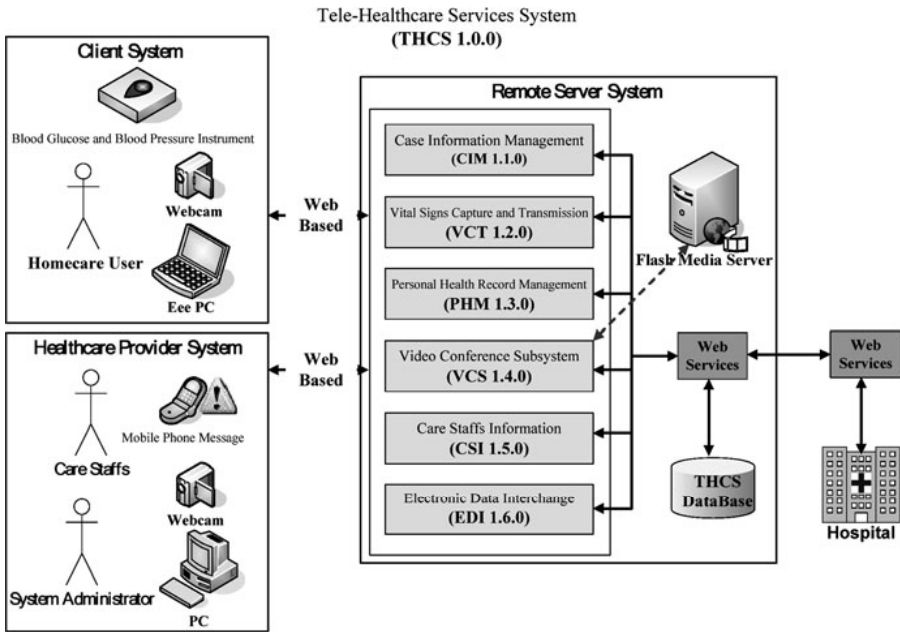 Tele-Healthcare Services System
(THCS 1.0.0)
Client System
Blood Glucose and Blood Pressure Instrument
Webcam
Homecare User
Eee PC
Web
Based
Healthcare Provider System
Care Staffs
Mobile Phone Message
Webcam
System Administrator
PC
Web
Based
Remote Server System
Case Information Management
(CIM 1.1.0)
Vital Signs Capture and Transmission
(VCT 1.2.0)
Personal Health Record Management
(PHM 1.3.0)
Video Conference Subsystem
(VCS 1.4.0)
Care Staffs Information
(CSI 1.5.0)
Electronic Data Interchange
(EDI 1.6.0)
Flash Media Server
Web
Services
THCS
DataBase
Web
Services
Hospital